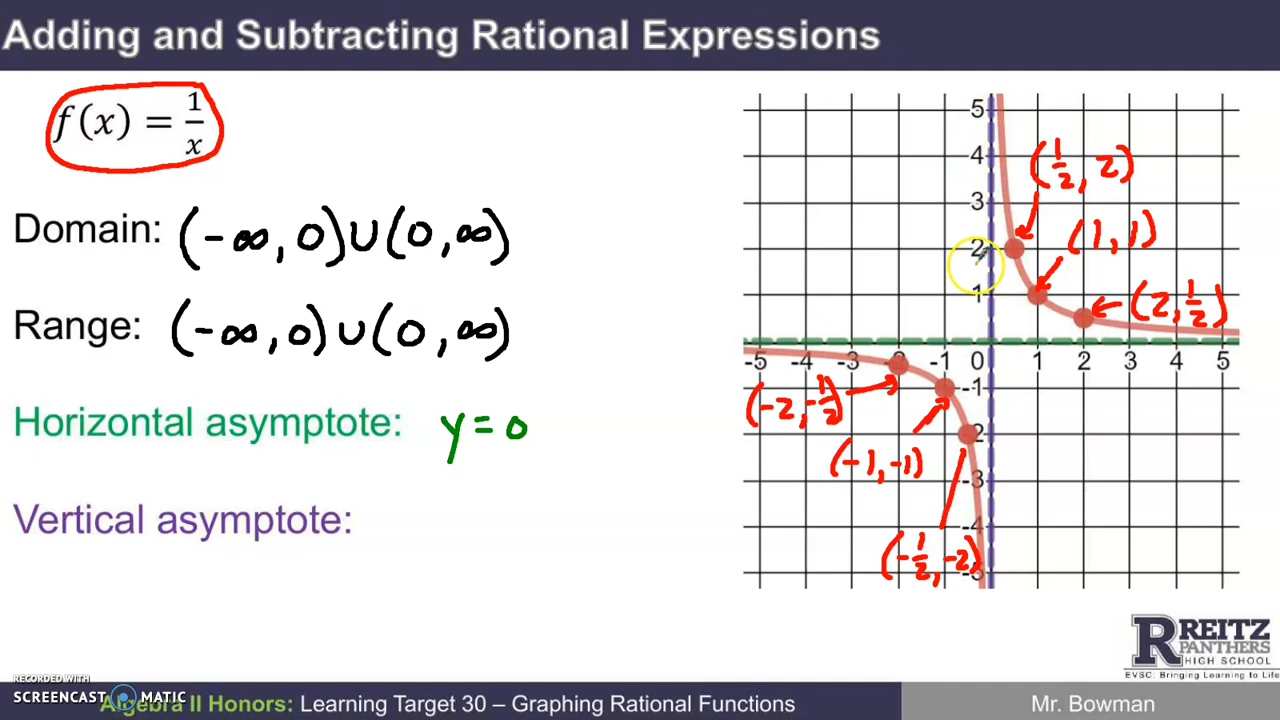 Adding and Subtracting Rational Expressions
f(x) = 1/x
Domain: (-∞, 0) ∪ (0, ∞)
Range: (-∞, 0) ∪ (0, ∞)
Horizontal asymptote: y = 0
Vertical asymptote:
5
4
3
2
1
-5 -4 -3 -2 -1 0 1 2 3 4 5
-1
-2
-3
-4
-5
(1/2, 2)
(1, 1)
(2, 1/2)
(-2, -1/2)
(-1, -1)
(-1/2, -2)
R REITZ
PANTHERS
HIGH SCHOOL
EVSC. Bringing Learning to Life
RECORDED WITH
SCREENCAST MATIC
Algebra II Honors: Learning Target 30 – Graphing Rational Functions
Mr. Bowman